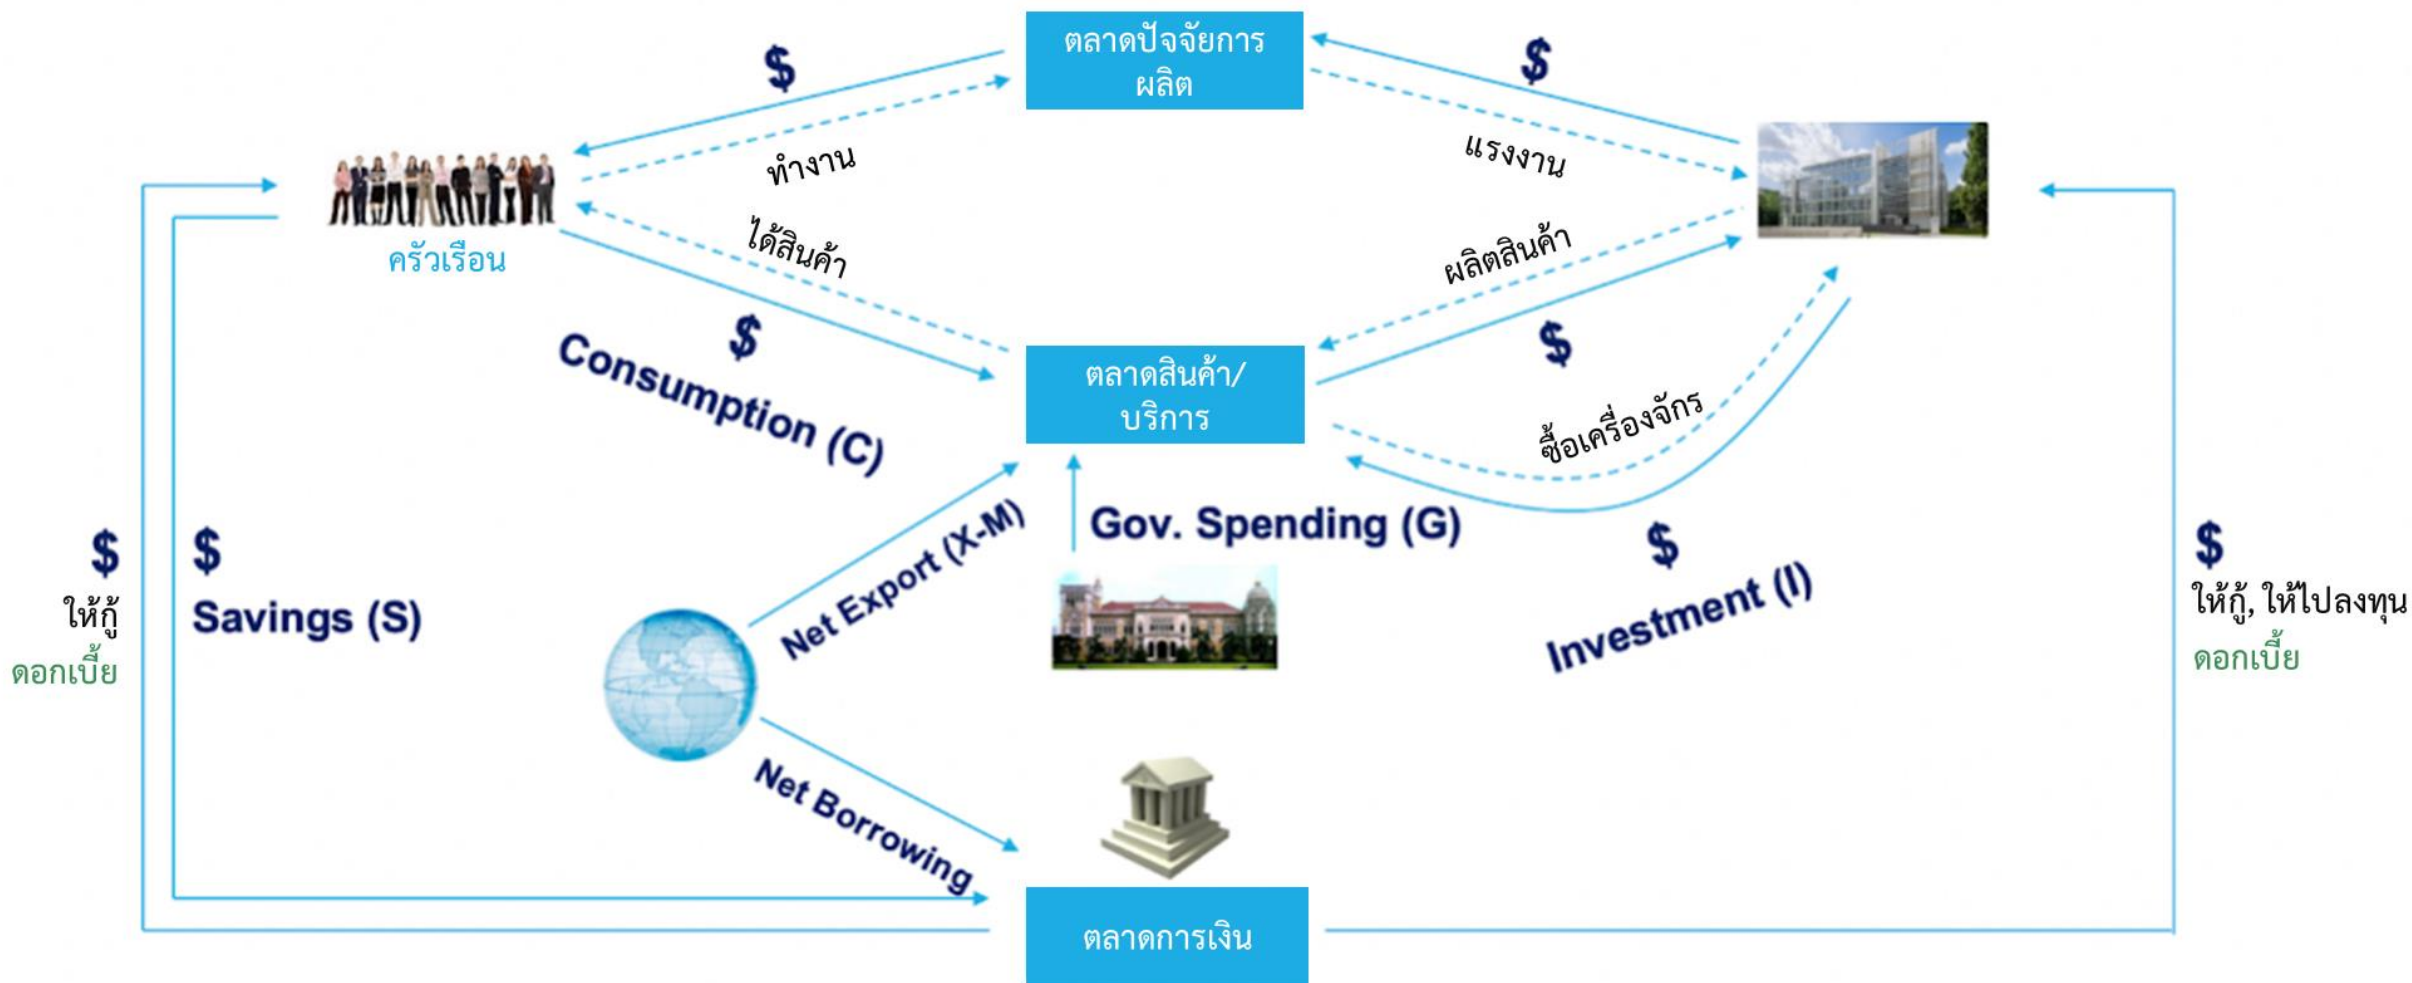 ตลาดปัจจัยการ
ผลิต
$
$
ทำงาน
แรงงาน
ครัวเรือน
ได้สินค้า
ผลิตสินค้า
$
Consumption (C)
ตลาดสินค้า/
บริการ
$
ซื้อเครื่องจักร
Net Export (X-M)
Gov. Spending (G)
$
Investment (I)
$
ให้กู้
ดอกเบี้ย
$
Savings (S)
$
ให้กู้, ให้ไปลงทุน
ดอกเบี้ย
Net Borrowing
ตลาดการเงิน